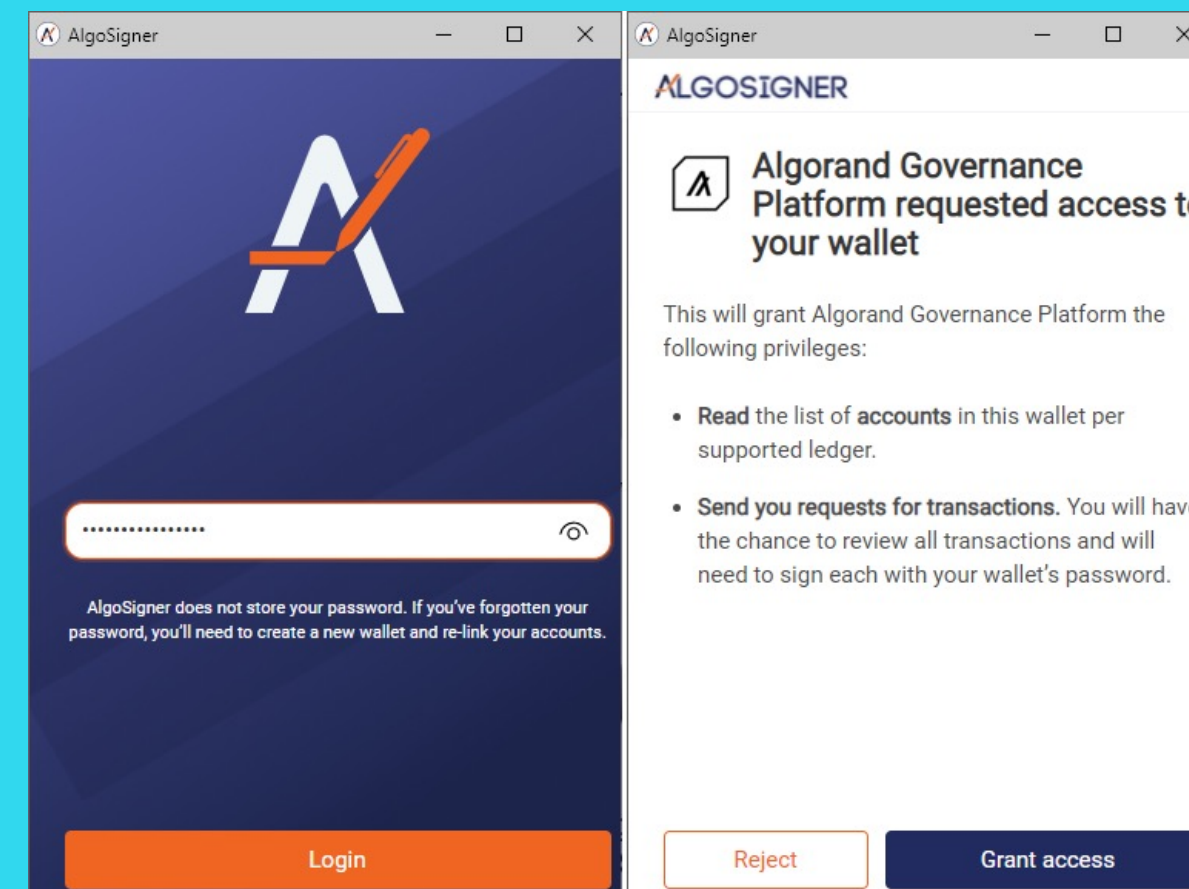 AlgoSigner
••••••••••••••••
AlgoSigner does not store your password. If you've forgotten your
password, you'll need to create a new wallet and re-link your accounts.
Login
AlgoSigner
ALGOSIGNER
Algorand Governance
Platform requested access to
your wallet
This will grant Algorand Governance Platform the
following privileges:
• Read the list of accounts in this wallet per
supported ledger.
• Send you requests for transactions. You will have
the chance to review all transactions and will
need to sign each with your wallet's password.
Reject
Grant access